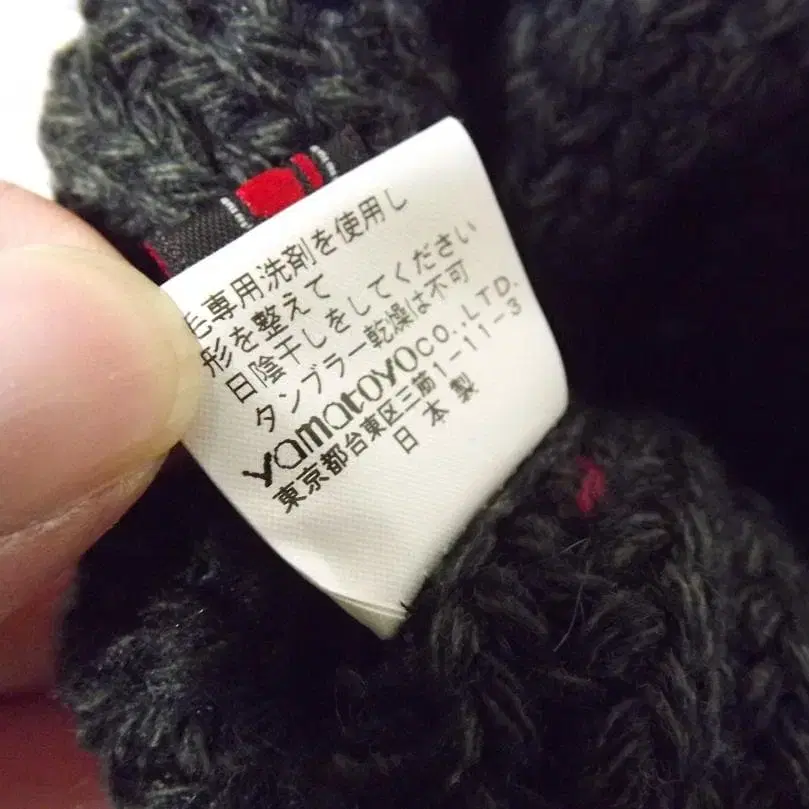 毛専用洗剤を使用し
形を整えて
日陰干しをしてください
タンブラー乾燥は不可
yamatoyo CO.,LTD.
東京都台東区三筋1-11-3
日本製